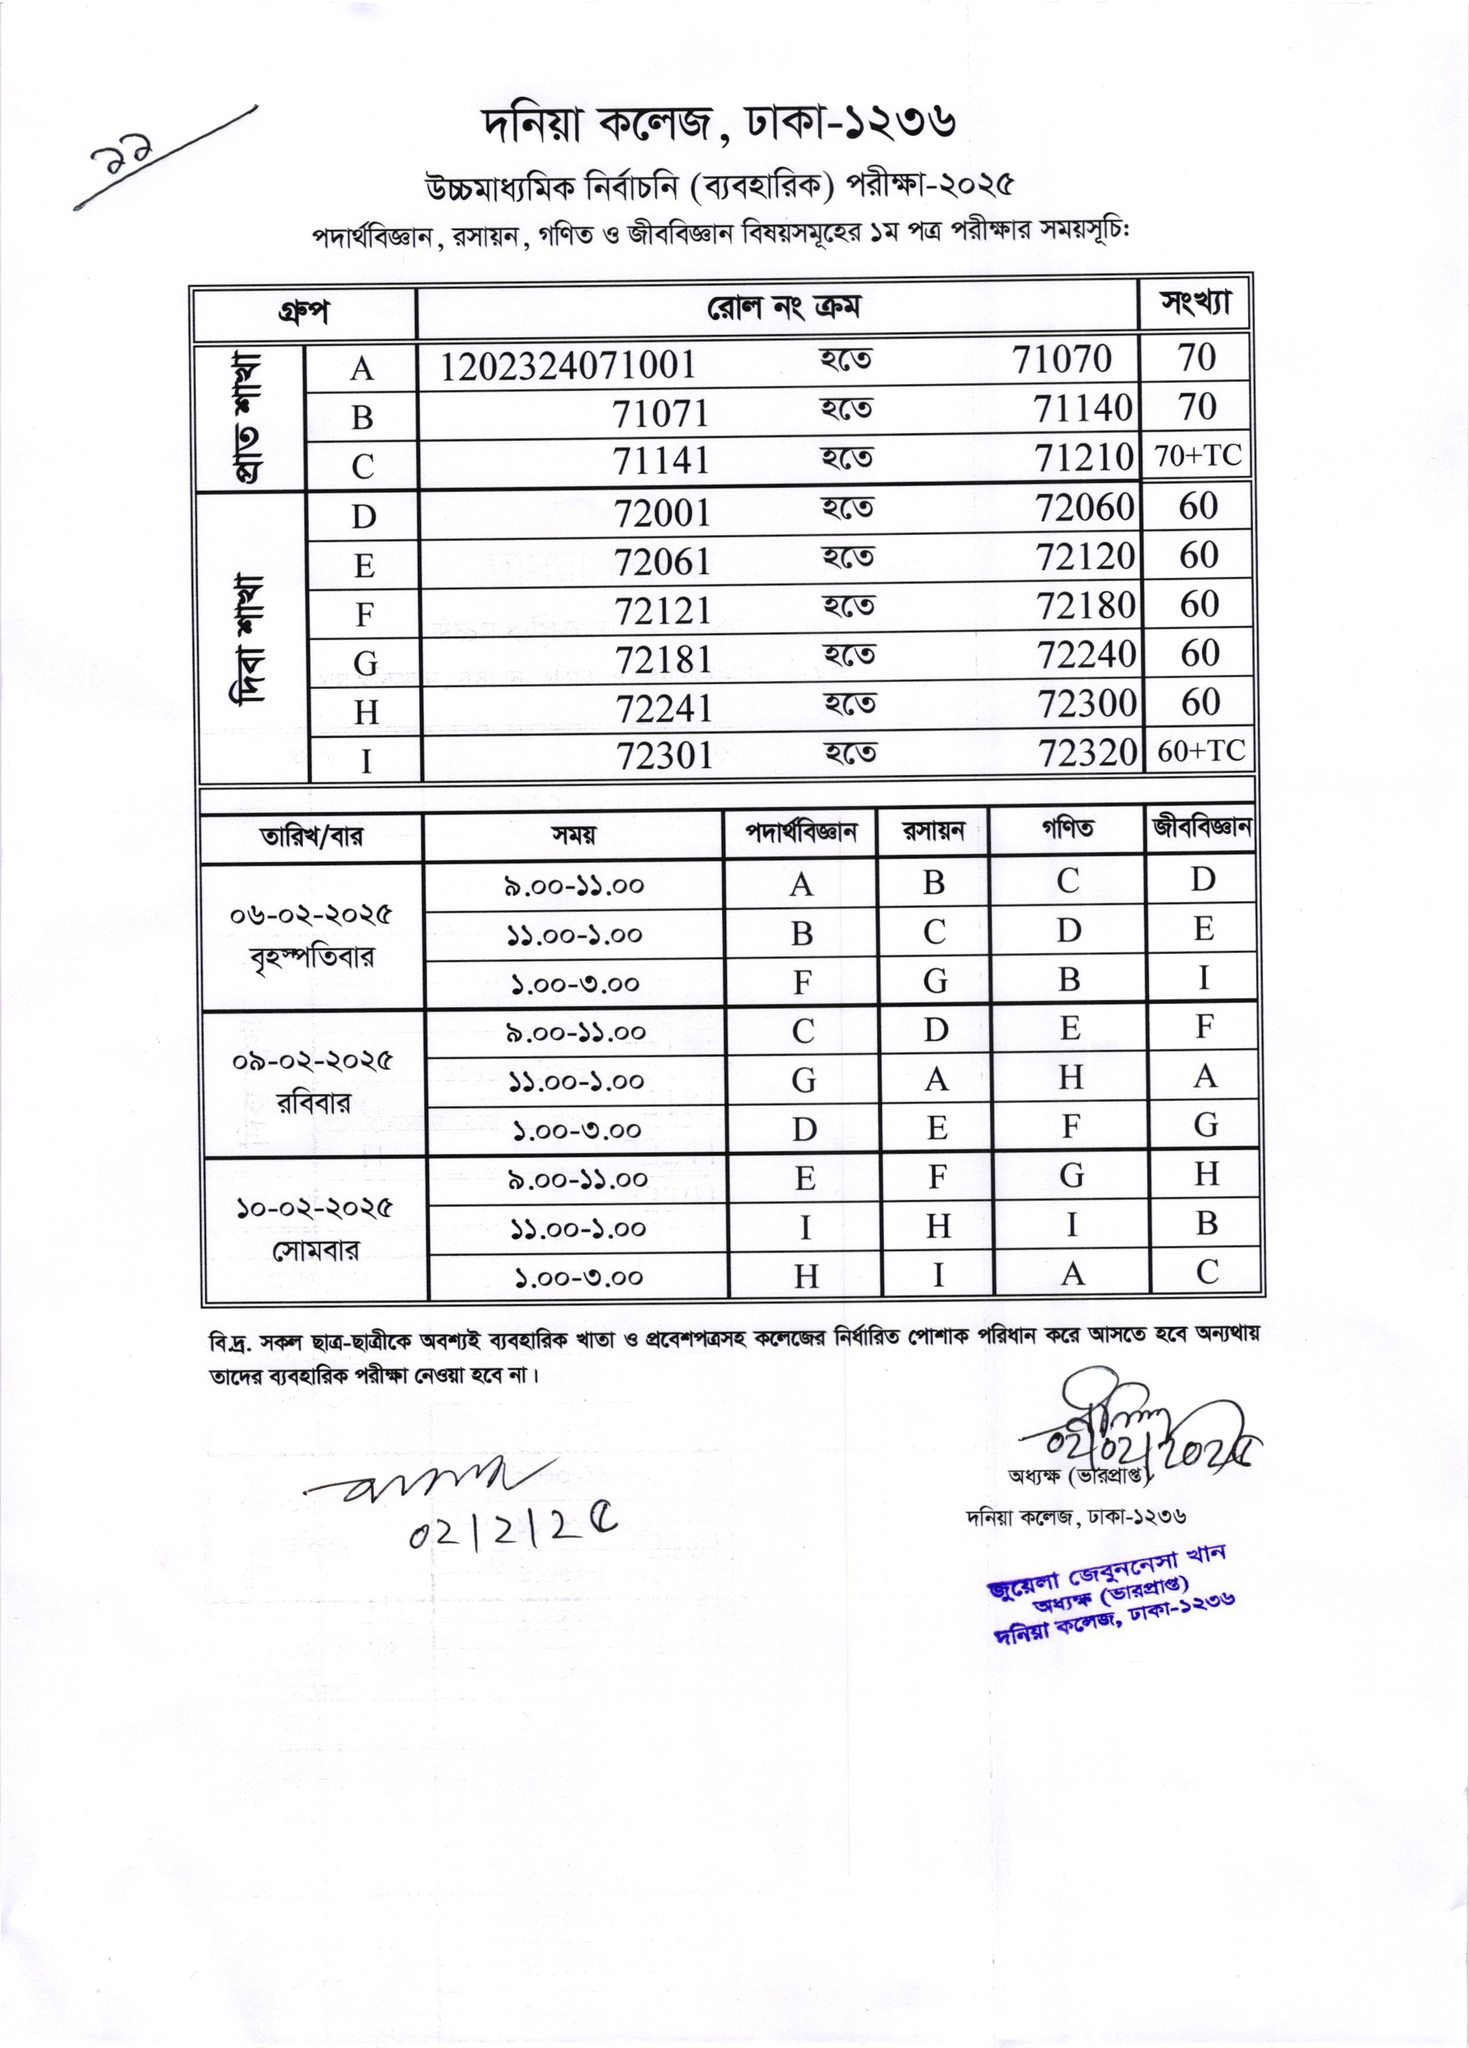 ১১
দনিয়া কলেজ, ঢাকা-১২৩৬
উচ্চমাধ্যমিক নির্বাচনি (ব্যবহারিক) পরীক্ষা-২০২৫
পদার্থবিজ্ঞান, রসায়ন, গণিত ও জীববিজ্ঞান বিষয়সমূহের ১ম পত্র পরীক্ষার সময়সূচি:
গ্রুপ রোল নং ক্রম সংখ্যা
প্রাত শাখা
A 1202324071001 হতে 71070 70
B 71071 হতে 71140 70
C 71141 হতে 71210 70+TC
দিবা শাখা
D 72001 হতে 72060 60
E 72061 হতে 72120 60
F 72121 হতে 72180 60
G 72181 হতে 72240 60
H 72241 হতে 72300 60
I 72301 হতে 72320 60+TC
তারিখ/বার সময় পদার্থবিজ্ঞান রসায়ন গণিত জীববিজ্ঞান
০৬-০২-২০২৫
বৃহস্পতিবার
৯.০০-১১.০০ A B C D
১১.০০-১.০০ B C D E
১.০০-৩.০০ F G B I
০৯-০২-২০২৫
রবিবার
৯.০০-১১.০০ C D E F
১১.০০-১.০০ G A H A
১.০০-৩.০০ D E F G
১০-০২-২০২৫
সোমবার
৯.০০-১১.০০ E F G H
১১.০০-১.০০ I H I B
১.০০-৩.০০ H I A C
বি.দ্র. সকল ছাত্র-ছাত্রীকে অবশ্যই ব্যবহারিক খাতা ও প্রবেশপত্রসহ কলেজের নির্ধারিত পোশাক পরিধান করে আসতে হবে অন্যথায়
তাদের ব্যবহারিক পরীক্ষা নেওয়া হবে না।
০২/০২/২০২৫
অধ্যক্ষ (ভারপ্রাপ্ত)
০২/২/২৫
দনিয়া কলেজ, ঢাকা-১২৩৬
জুয়েলা জেবুননেসা খান
অধ্যক্ষ (ভারপ্রাপ্ত)
দনিয়া কলেজ, ঢাকা-১২৩৬